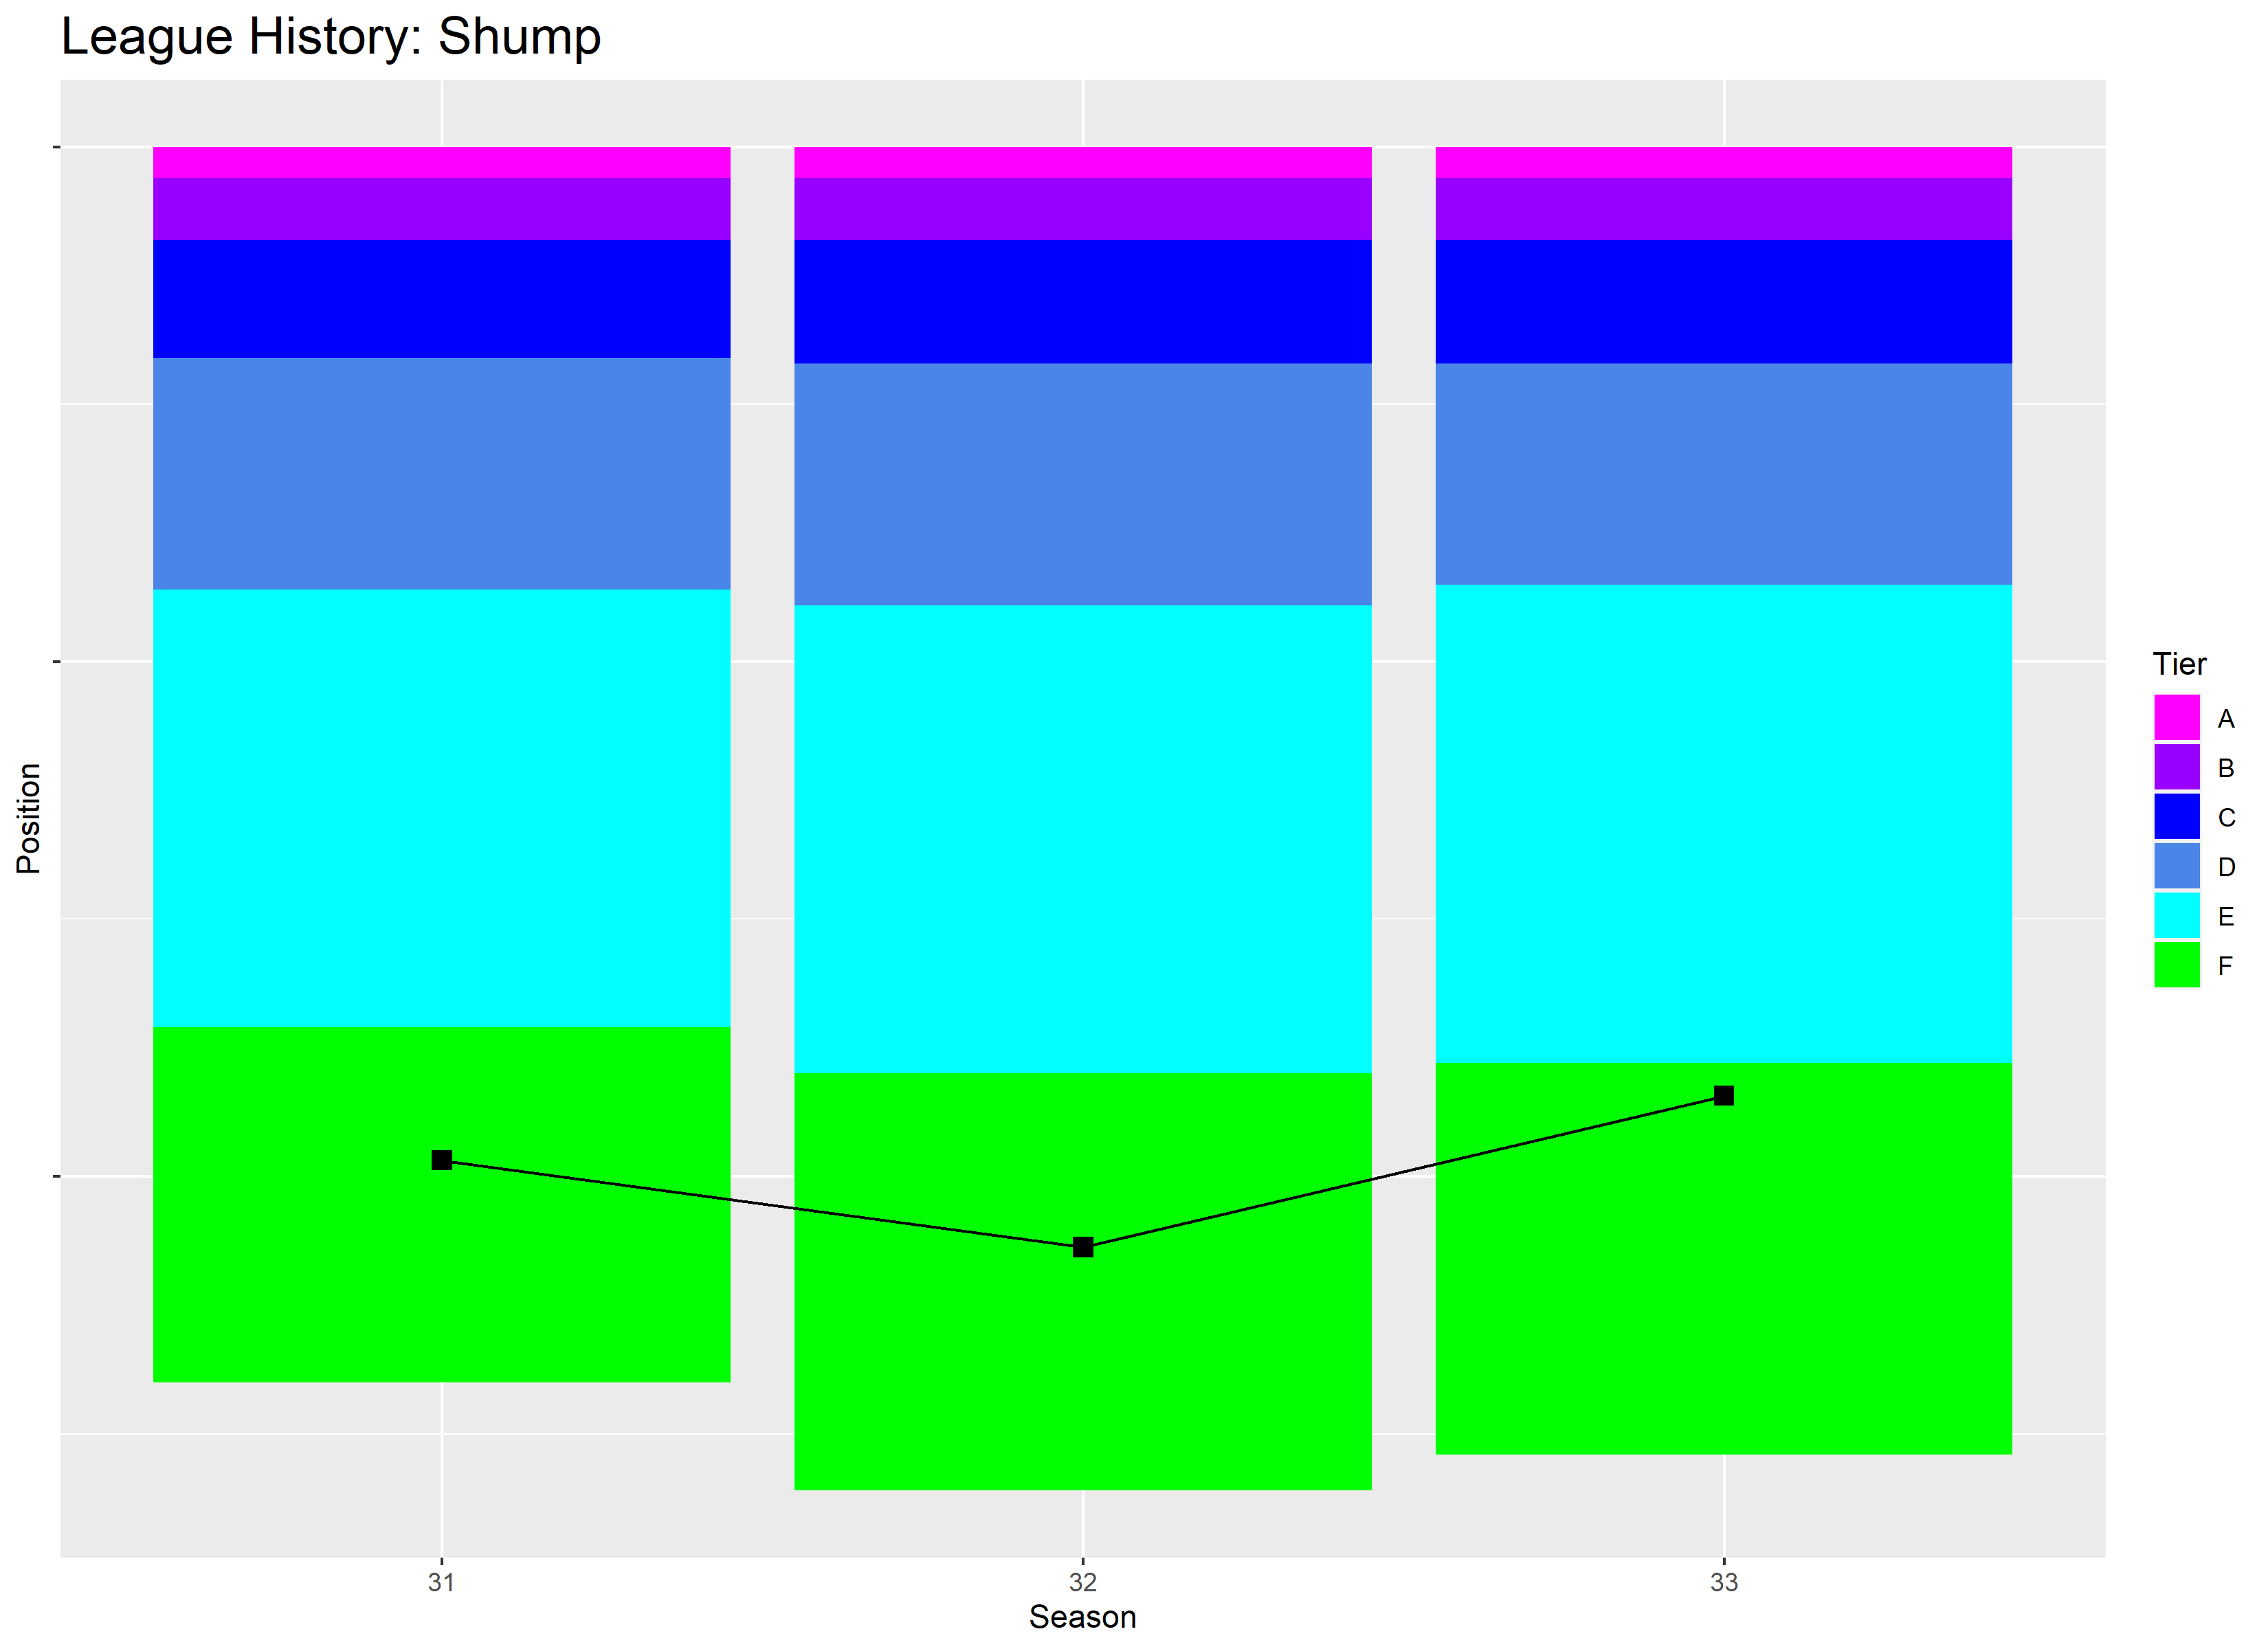 League History: Shump
Position
Tier
A
B
C
D
E
F
31
32
33
Season